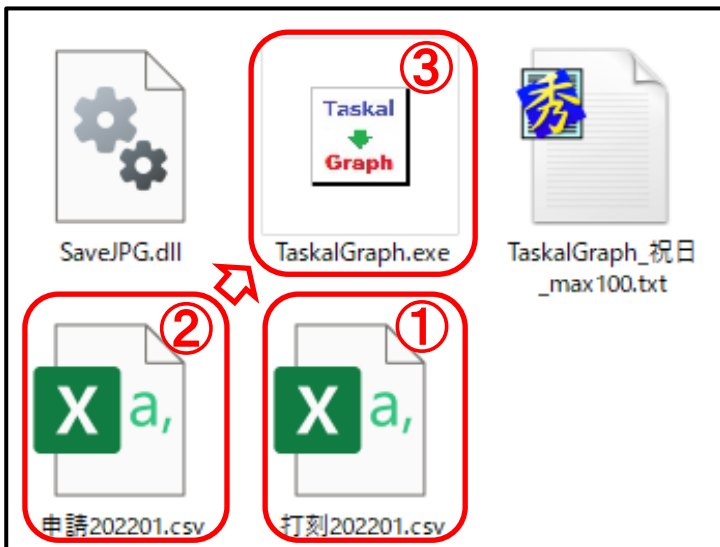 ③
Taskal
Graph
秀
SaveJPG.dll
TaskalGraph.exe
TaskalGraph_祝日
_max100.txt
②
①
X a,
X a,
申請202201.csv
打刻202201.csv